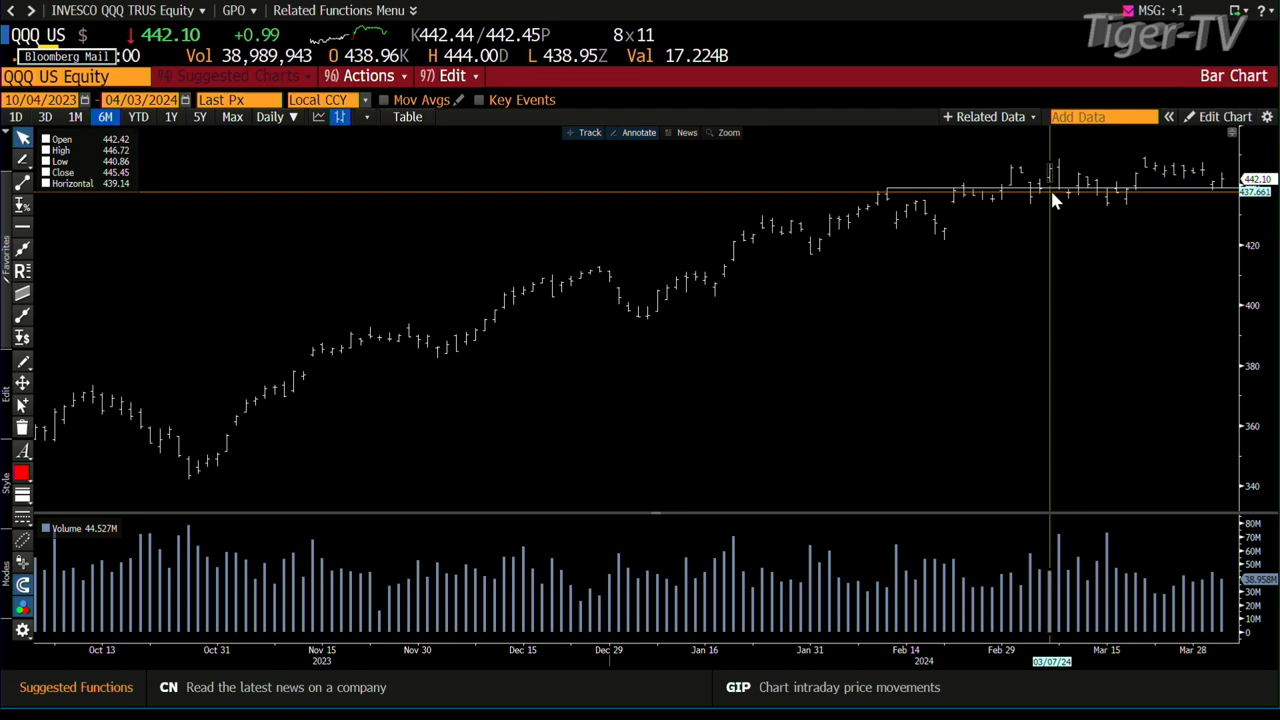 INVESCO QQQ TRUS Equity GPO Related Functions Menu MSG: +1 ?
QQQ US $ 442.10 +0.99 K442.44 /442.45P 8x11
Bloomberg Mail :00 Vol 38,989,943 O 438.96K H 444.00D L 438.95Z Val 17.224B
QQQ US Equity 94) Suggested Charts 96) Actions 97) Edit Bar Chart
10/04/2023 - 04/03/2024 Last Px Local CCY Mov Avgs Key Events
1D 3D 1M 6M YTD 1Y 5Y Max Daily Table + Related Data Add Data Edit Chart
Track Annotate News Zoom
Open 442.42
High 446.72
Low 440.86
Close 445.45
Horizontal 439.14
Tiger-TV
442.10
437.661
420
400
380
360
340
Favorites
Edit
Style
Modes
Volume 44.527M
80M
70M
60M
50M
38.958M
30M
20M
10M
0
Oct 13 Oct 31 Nov 15 Nov 30 Dec 15 Dec 29 Jan 16 Jan 31 Feb 14 Feb 29 Mar 15 Mar 28
2023 2024 03/07/24
Suggested Functions CN Read the latest news on a company GIP Chart intraday price movements